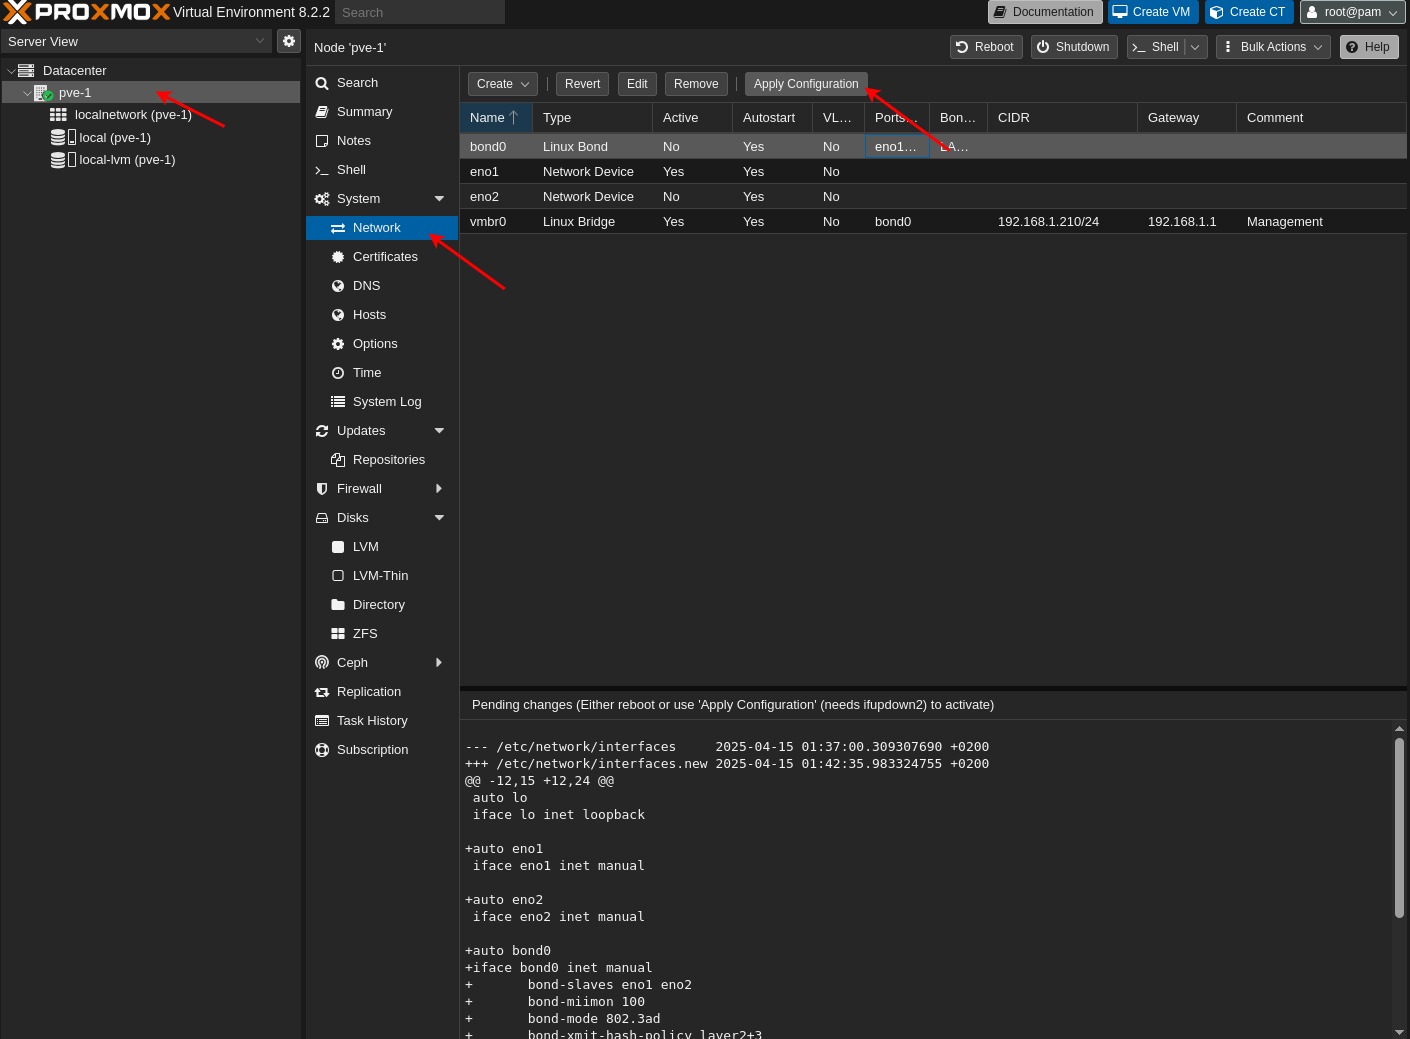 PROXMOX Virtual Environment 8.2.2 Search Documentation Create VM Create CT root@pam
Server View
Node 'pve-1' Reboot Shutdown Shell Bulk Actions Help
Datacenter
pve-1
localnetwork (pve-1)
local (pve-1)
local-lvm (pve-1)
Search
Summary
Notes
Shell
System
Network
Certificates
DNS
Hosts
Options
Time
System Log
Updates
Repositories
Firewall
Disks
LVM
LVM-Thin
Directory
ZFS
Ceph
Replication
Task History
Subscription
Create Revert Edit Remove Apply Configuration
Name Type Active Autostart VL... Ports... Bon... CIDR Gateway Comment
bond0 Linux Bond No Yes No eno1... LA...
eno1 Network Device Yes Yes No
eno2 Network Device No Yes No
vmbr0 Linux Bridge Yes Yes No bond0 192.168.1.210/24 192.168.1.1 Management
Pending changes (Either reboot or use 'Apply Configuration' (needs ifupdown2) to activate)
--- /etc/network/interfaces 2025-04-15 01:37:00.309307690 +0200
+++ /etc/network/interfaces.new 2025-04-15 01:42:35.983324755 +0200
@@ -12,15 +12,24 @@
auto lo
iface lo inet loopback
+auto eno1
iface eno1 inet manual
+auto eno2
iface eno2 inet manual
+auto bond0
+iface bond0 inet manual
+ bond-slaves eno1 eno2
+ bond-miimon 100
+ bond-mode 802.3ad
+ bond-xmit-hash-policy layer2+3